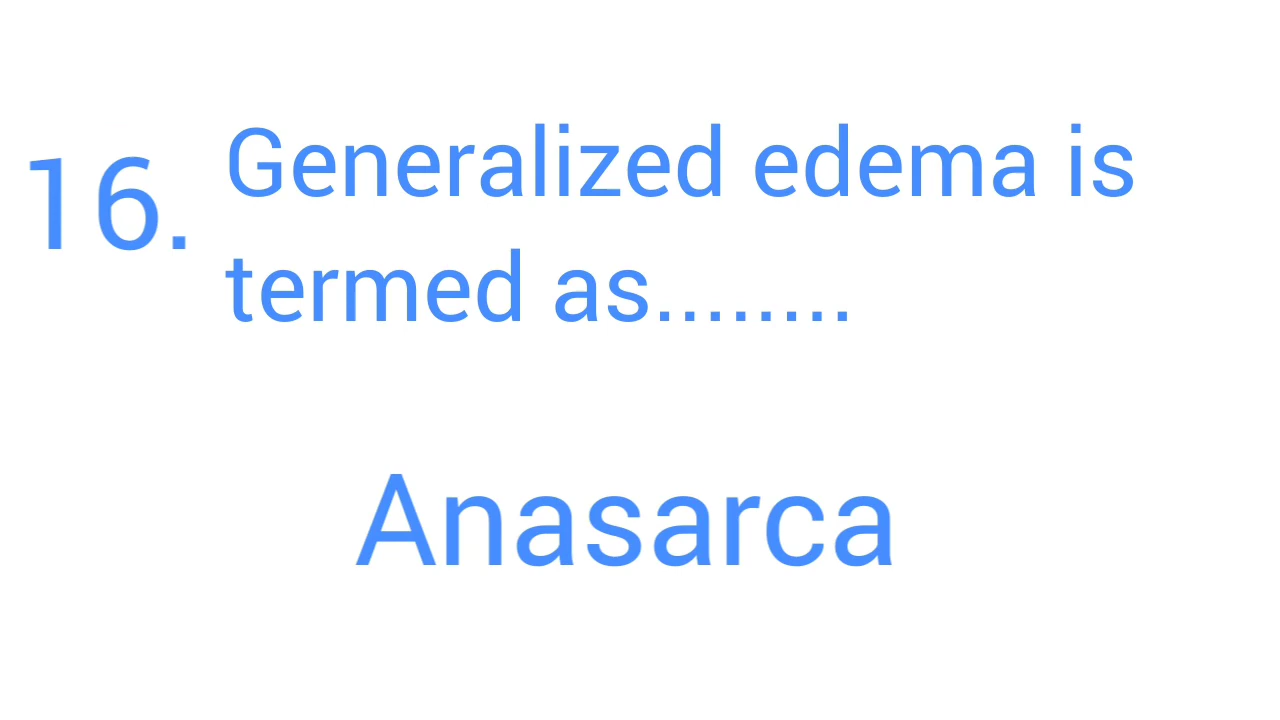 16. Generalized edema is
termed as........
Anasarca